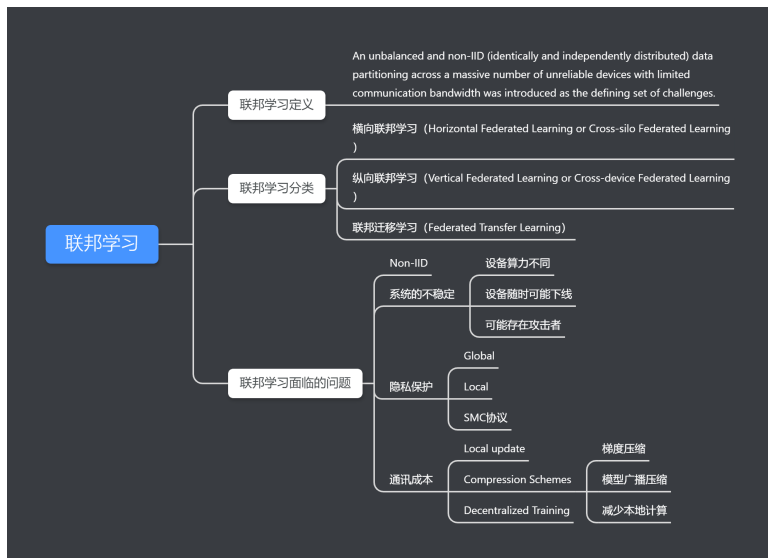 联邦学习
联邦学习定义
An unbalanced and non-IID (identically and independently distributed) data
partitioning across a massive number of unreliable devices with limited
communication bandwidth was introduced as the defining set of challenges.
联邦学习分类
横向联邦学习（Horizontal Federated Learning or Cross-silo Federated Learning
）
纵向联邦学习（Vertical Federated Learning or Cross-device Federated Learning
）
联邦迁移学习（Federated Transfer Learning）
联邦学习面临的问题
Non-IID
系统的不稳定
设备算力不同
设备随时可能下线
可能存在攻击者
隐私保护
Global
Local
SMC协议
通讯成本
Local update
Compression Schemes
梯度压缩
模型广播压缩
减少本地计算
Decentralized Training